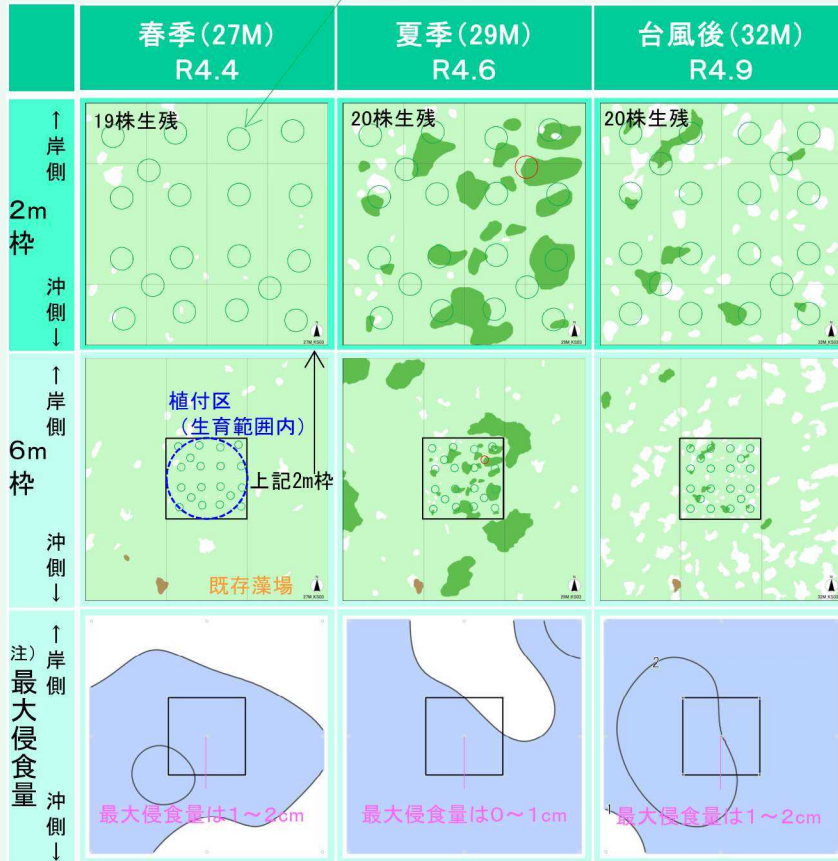 春季(27M)
R4.4
夏季(29M)
R4.6
台風後(32M)
R4.9
↑
岸
側
2m
枠
沖
側
↓
19株生残
20株生残
20株生残
↑
岸
側
6m
枠
沖
側
↓
植付区
(生育範囲内)
上記2m枠
既存藻場
注)
↑
岸
側
最
大
侵
食
量
沖
側
↓
最大侵食量は1～2cm
最大侵食量は0～1cm
2
1
最大侵食量は1～2cm